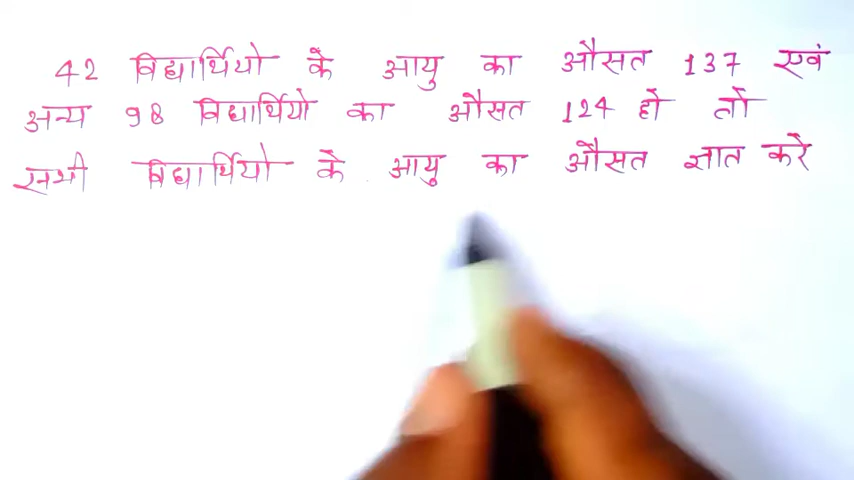 42 विद्यार्थियो के आयु का औसत 137 एवं
अन्य 98 विद्यार्थियो का औसत 124 हो तो
सभी विद्यार्थियो के आयु का औसत ज्ञात करे